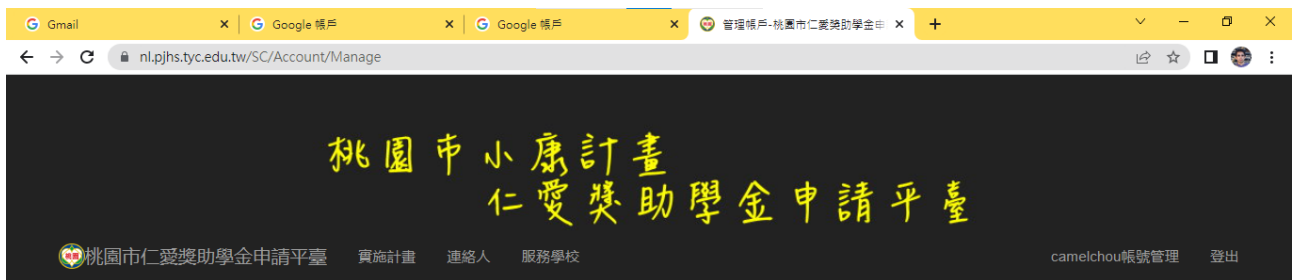 Gmail
Google 帳戶
Google 帳戶
管理帳戶-桃園市仁愛獎助學金申
nl.pjhs.tyc.edu.tw/SC/Account/Manage
桃園市小康計畫
仁愛獎助學金申請平臺
桃園市仁愛獎助學金申請平臺 實施計畫 連絡人 服務學校 camelchou帳號管理 登出